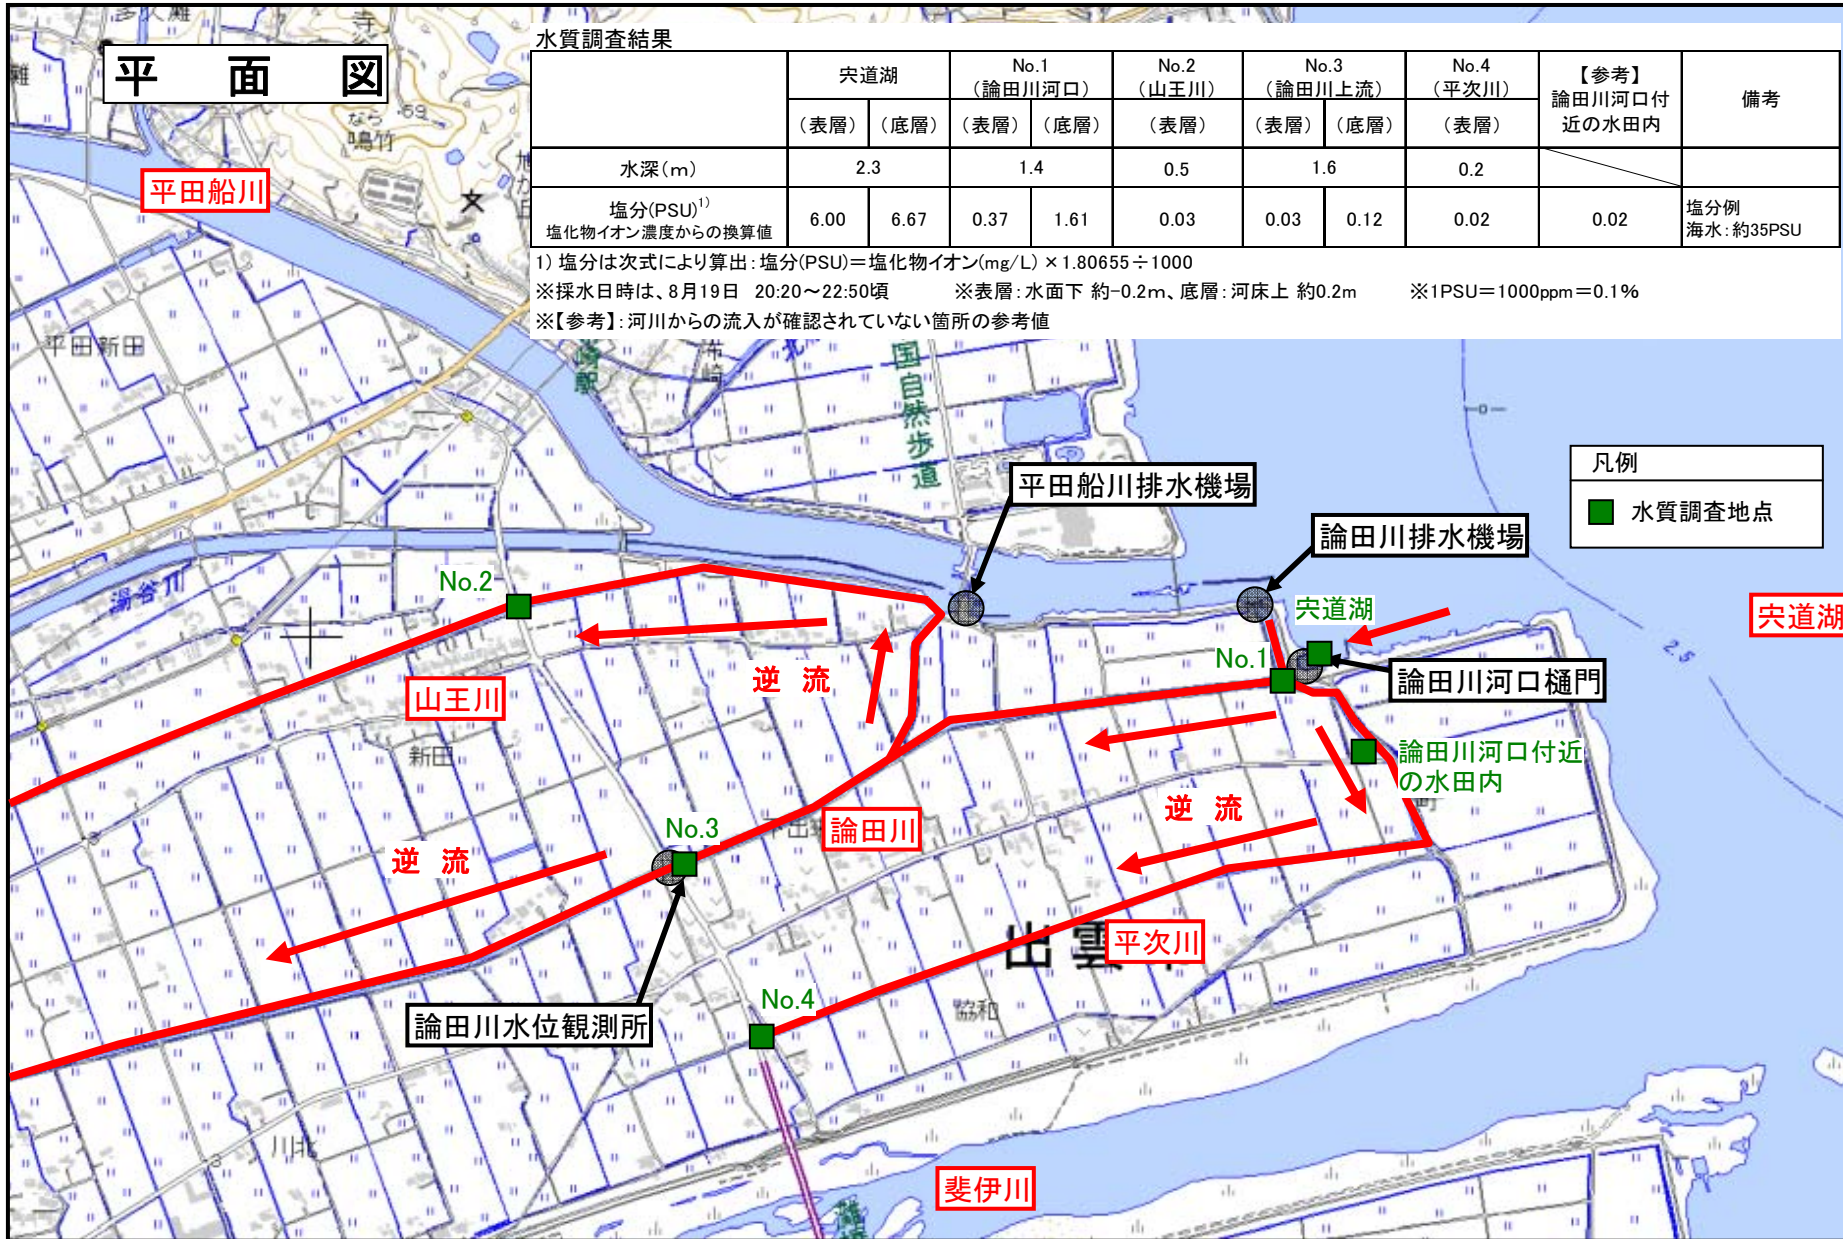 平 面 図
水質調査結果
宍道湖 No.1 No.2 No.3 No.4 【参考】 備考
(論田川河口) (山王川) (論田川上流) (平次川) 論田川河口付
近の水田内
(表層) (底層) (表層) (底層) (表層) (表層) (底層) (表層)
水深(m) 2.3 1.4 0.5 1.6 0.2
塩分(PSU)1) 6.00 6.67 0.37 1.61 0.03 0.03 0.12 0.02 0.02 塩分例
塩化物イオン濃度からの換算値 海水:約35PSU
1) 塩分は次式により算出:塩分(PSU)=塩化物イオン(mg/L)×1.80655÷1000
※採水日時は、8月19日 20:20~22:50頃 ※表層:水面下 約-0.2m、底層:河床上 約0.2m ※1PSU=1000ppm=0.1%
※【参考】:河川からの流入が確認されていない箇所の参考値
なら
鳴竹
文
平田船川
平田新田
国自然歩道
凡例
水質調査地点
平田船川排水機場
論田川排水機場
湯谷川
No.2
宍道湖
宍道湖
2.5
No.1
論田川河口樋門
逆 流
山王川
新田
論田川河口付近
の水田内
町
逆 流
No.3
論田川
逆 流
平次川
出雲
No.4
協和
論田川水位観測所
川北
斐伊川